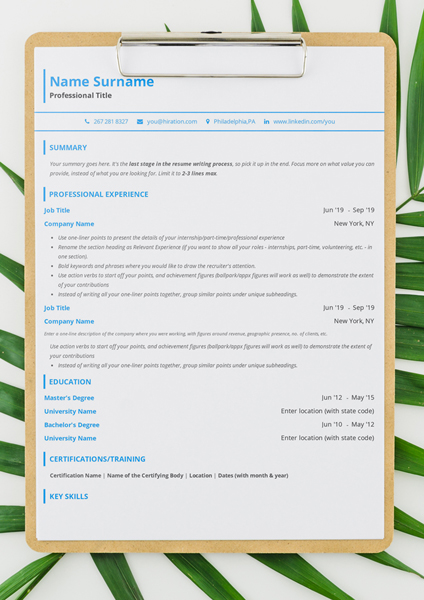 Name Surname
Professional Title
267 281 8327 you@hiration.com Philadelphia,PA www.linkedin.com/you
SUMMARY
Your summary goes here. It's the last stage in the resume writing process, so pick it up in the end. Focus more on what value you can
provide, instead of what you are looking for. Limit it to 2-3 lines max.
PROFESSIONAL EXPERIENCE
Job Title Jun '19 - Sep '19
Company Name New York, NY
• Use one-liner points to present the details of your internship/part-time/professional experience
• Rename the section heading as Relevant Experience (if you want to show all your roles - internships, part-time, volunteering, etc. - in
one section).
• Bold keywords and phrases where you would like to draw the recruiter's attention.
• Use action verbs to start off your points, and achievement figures (ballpark/appx figures will work as well) to demonstrate the extent
of your contributions
• Instead of writing all your one-liner points together, group similar points under unique subheadings.
Job Title Jun '19 - Sep '19
Company Name New York, NY
Enter a one-line description of the company where you were working, with figures around revenue, geographic presence, no. of clients, etc.
Use action verbs to start off your points, and achievement figures (ballpark/appx figures will work as well) to demonstrate the extent of
your contributions
• Instead of writing all your one-liner points together, group similar points under unique subheadings.
EDUCATION
Master's Degree Jun '12 - May '15
University Name Enter location (with state code)
Bachelor's Degree Jun '10 - May '12
University Name Enter location (with state code)
CERTIFICATIONS/TRAINING
Certification Name | Name of the Certifying Body | Location | Dates (with month & year)
KEY SKILLS